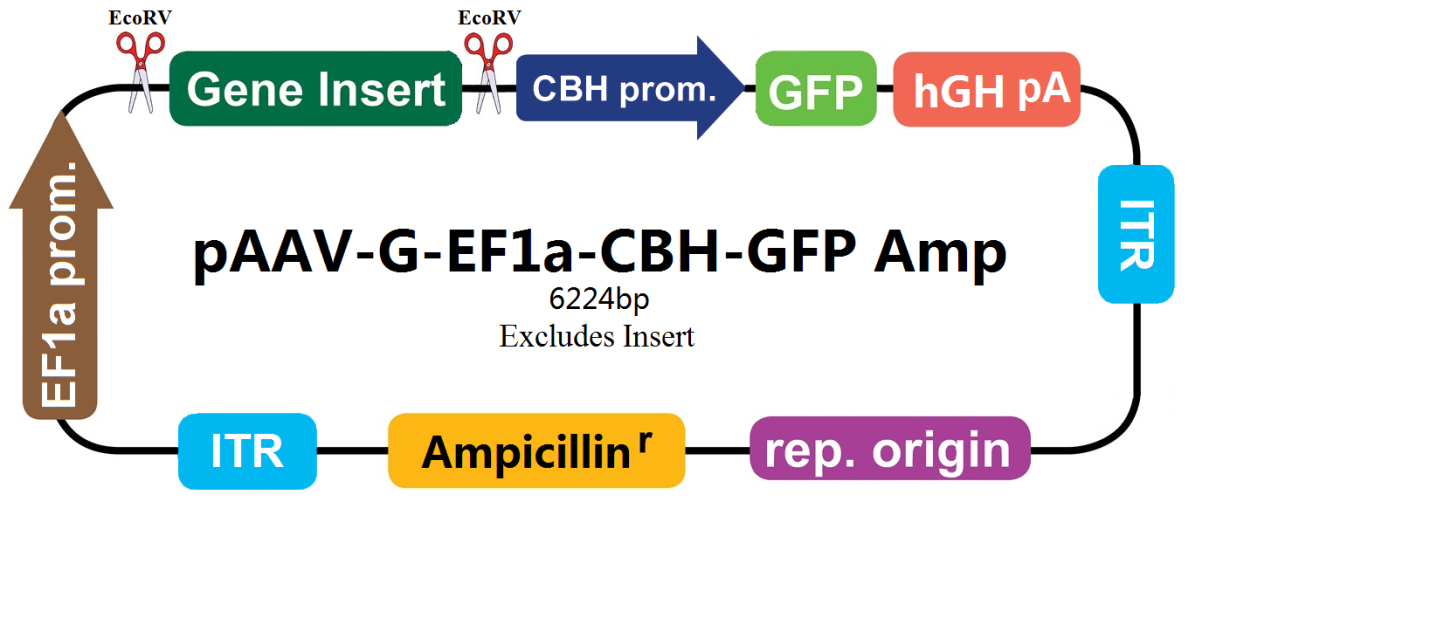 EcoRV
EcoRV
Gene Insert
CBH prom.
GFP
hGH pA
EF1a prom.
ITR
pAAV-G-EF1a-CBH-GFP Amp
6224bp
Excludes Insert
ITR
Ampicillin r
rep. origin